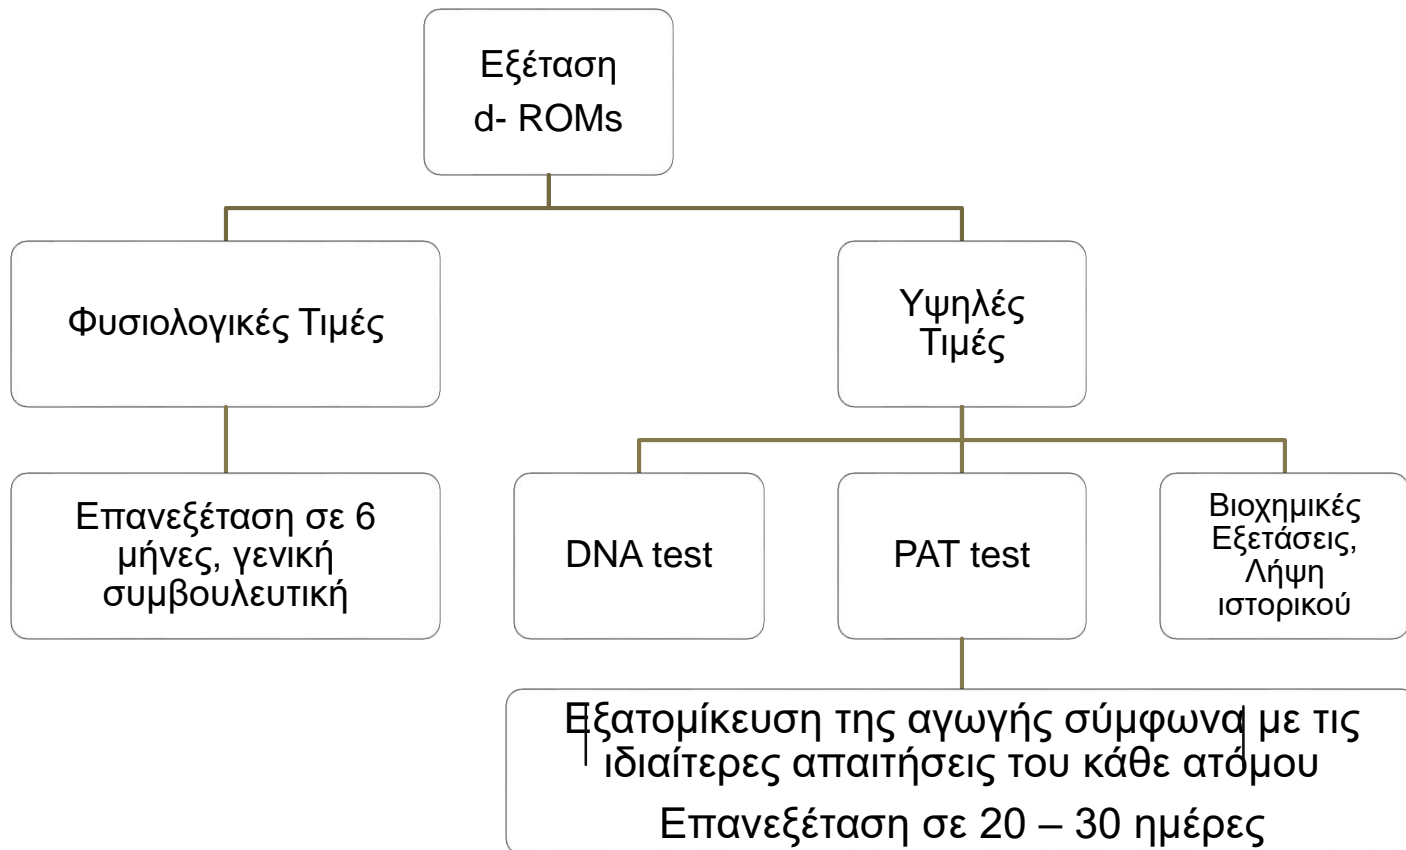 Εξέταση
d- ROMs
Φυσιολογικές Τιμές
Υψηλές
Τιμές
Επανεξέταση σε 6
μήνες, γενική
συμβουλευτική
DNA test
PAT test
Βιοχημικές
Εξετάσεις,
Λήψη
ιστορικού
Εξατομίκευση της αγωγής σύμφωνα με τις
ιδιαίτερες απαιτήσεις του κάθε ατόμου
Επανεξέταση σε 20 – 30 ημέρες